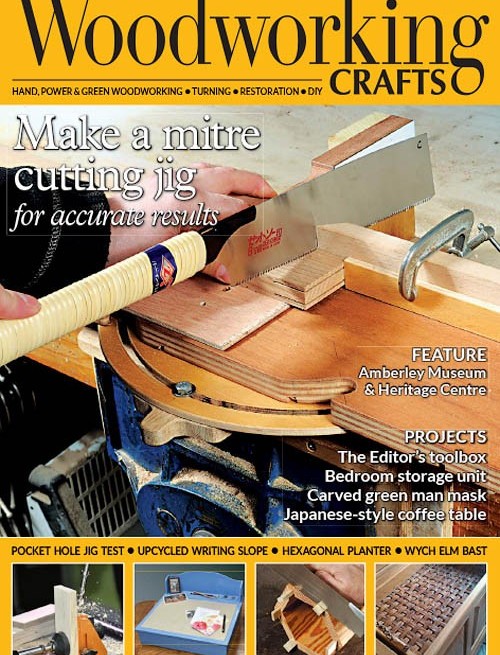 Woodworking
CRAFTS
HAND, POWER & GREEN WOODWORKING • TURNING • RESTORATION • DIY
Make a mitre
cutting jig
for accurate results
FEATURE
Amberley Museum
& Heritage Centre
PROJECTS
The Editor's toolbox
Bedroom storage unit
Carved green man mask
Japanese-style coffee table
POCKET HOLE JIG TEST • UPCYCLED WRITING SLOPE • HEXAGONAL PLANTER • WYCH ELM BAST